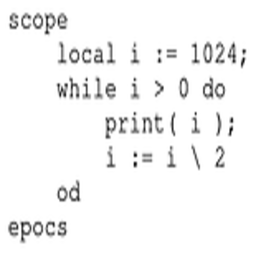 scope
local i := 1024;
while i > 0 do
print( i );
i := i \ 2
od
epocs